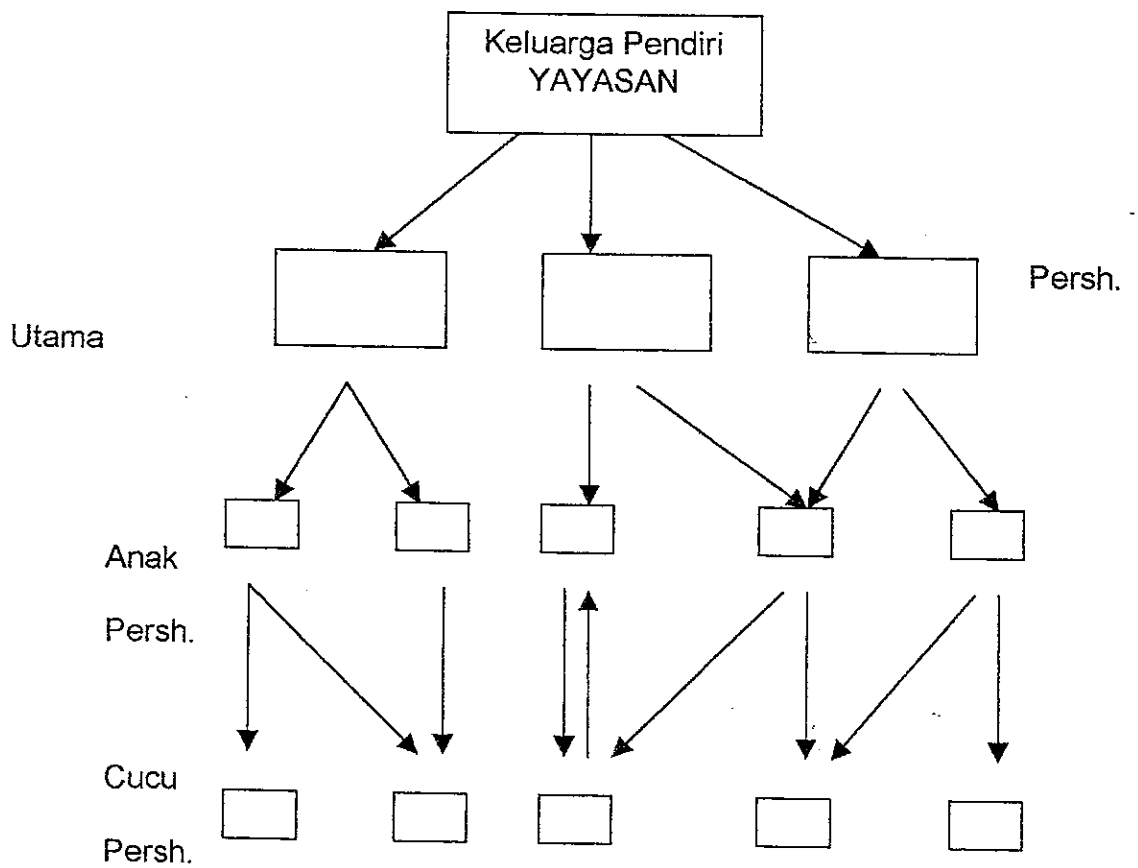 Keluarga Pendiri
YAYASAN
Persh.
Utama
Anak
Persh.
Cucu
Persh.